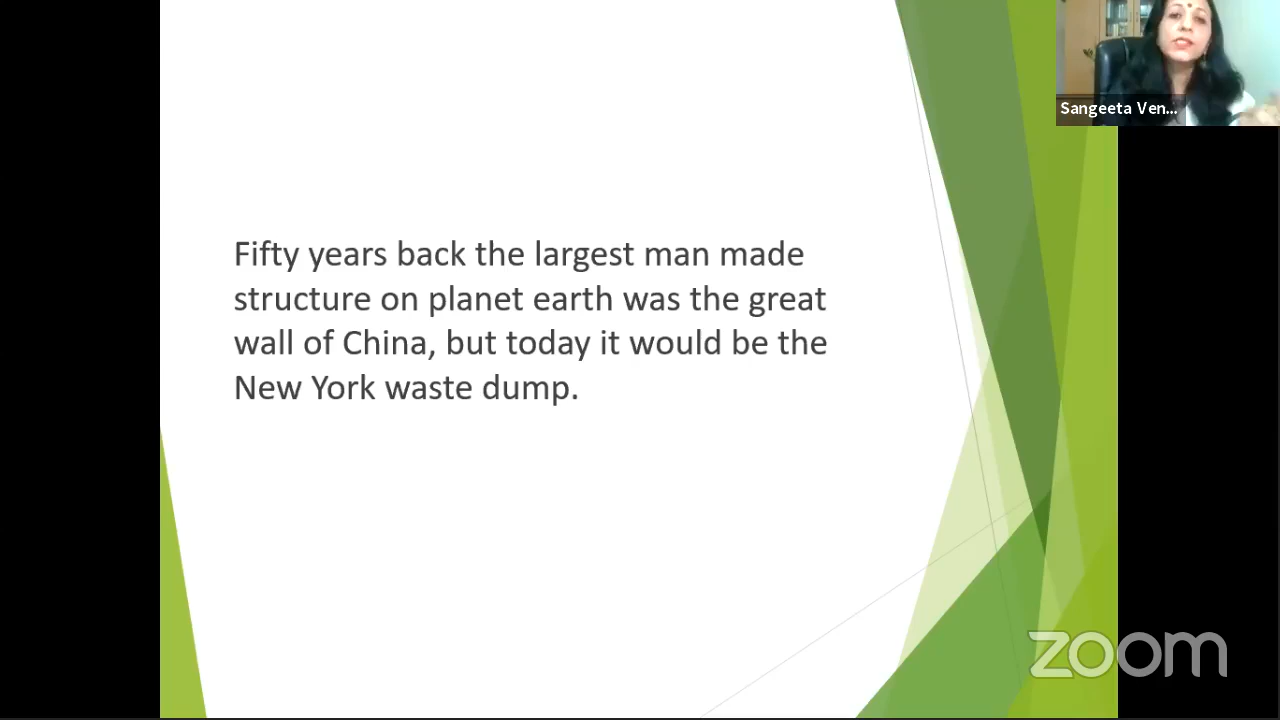 Sangeeta Ven...
Fifty years back the largest man made
structure on planet earth was the great
wall of China, but today it would be the
New York waste dump.
zoom